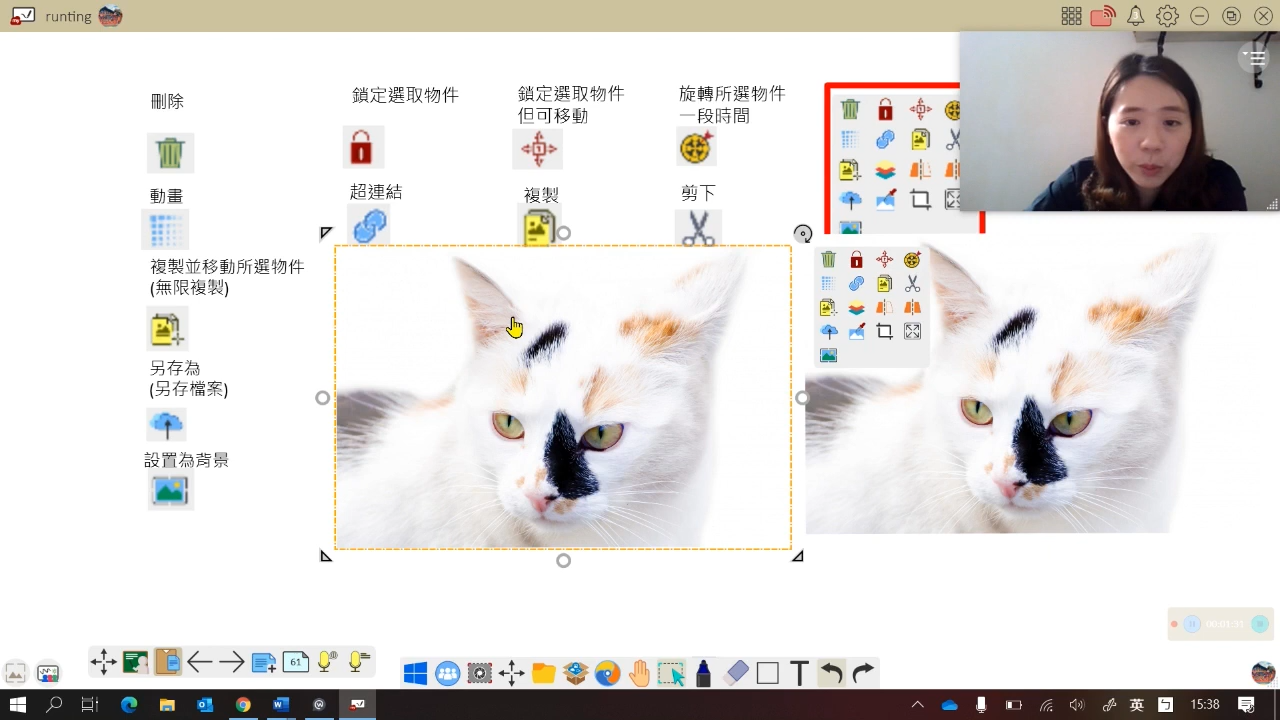 runting
刪除
鎖定選取物件
鎖定選取物件
但可移動
旋轉所選物件
一段時間
動畫
超連結
複製
剪下
複製並移動所選物件
(無限複製)
另存為
(另存檔案)
設置為背景
00:01:51
61
英
15:38